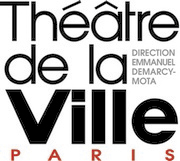 Théâtre
de la
DIRECTION
EMMANUEL
DEMARCY-
MOTA
Ville
PARIS